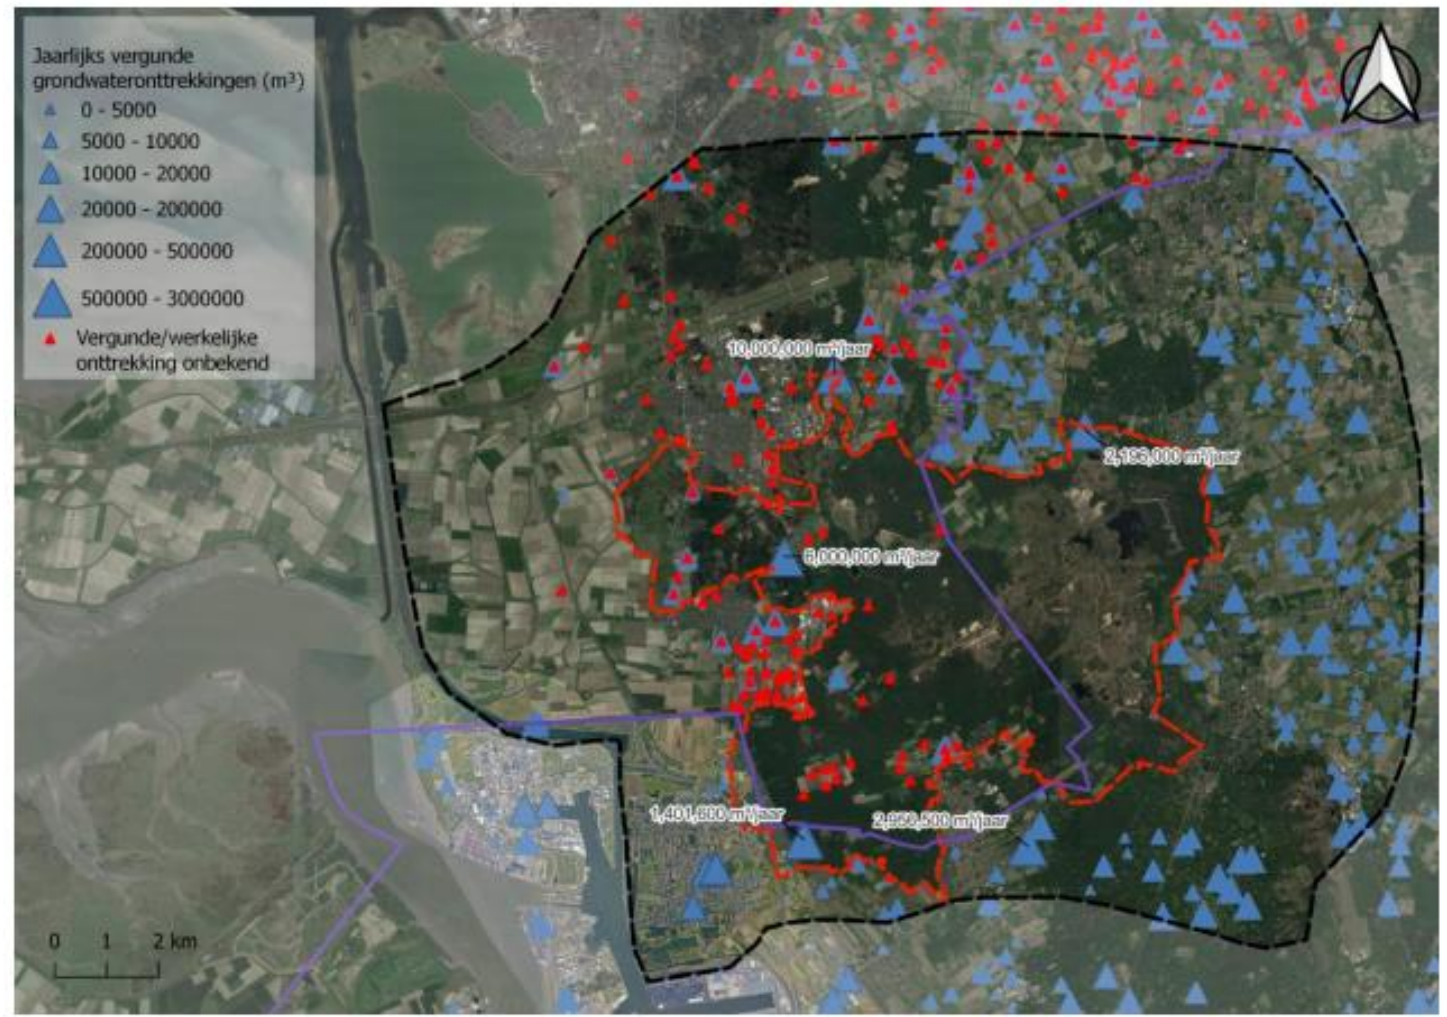 Jaarlijks vergunde
grondwateronttrekkingen (m³)
0 - 5000
5000 - 10000
10000 - 20000
20000 - 200000
200000 - 500000
500000 - 3000000
Vergunde/werkelijke
onttrekking onbekend
10,000,000 m³/jaar
2,196,000 m³/jaar
6,000,000 m³/jaar
1,401,600 m³/jaar
2,956,500 m³/jaar
0 1 2 km